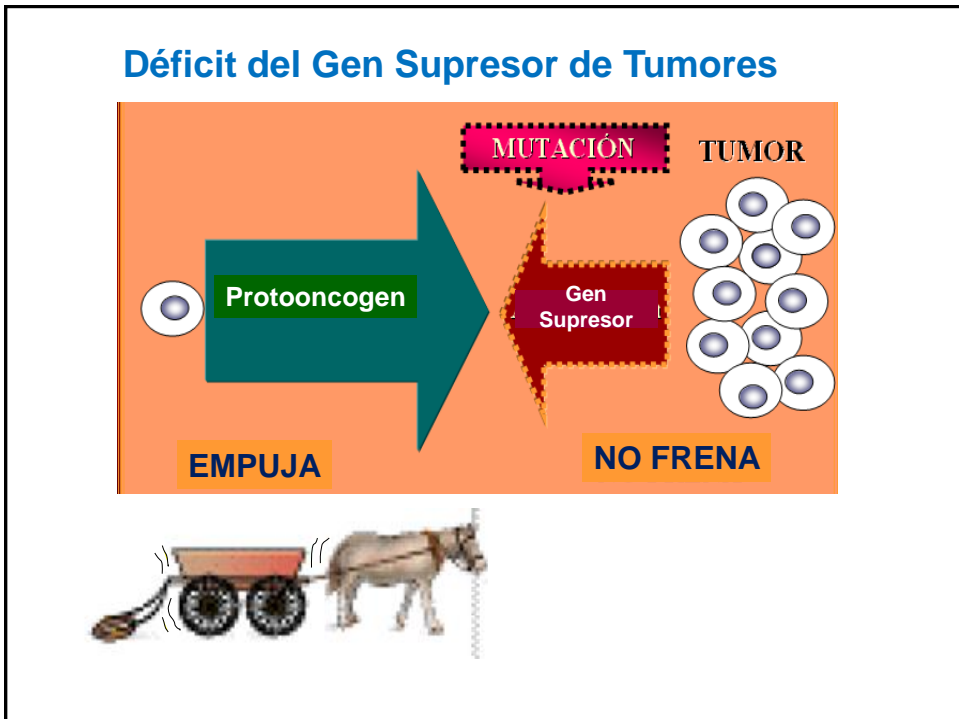 Déficit del Gen Supresor de Tumores
MUTACIÓN
TUMOR
Protooncogen
Gen
Supresor
EMPUJA
NO FRENA